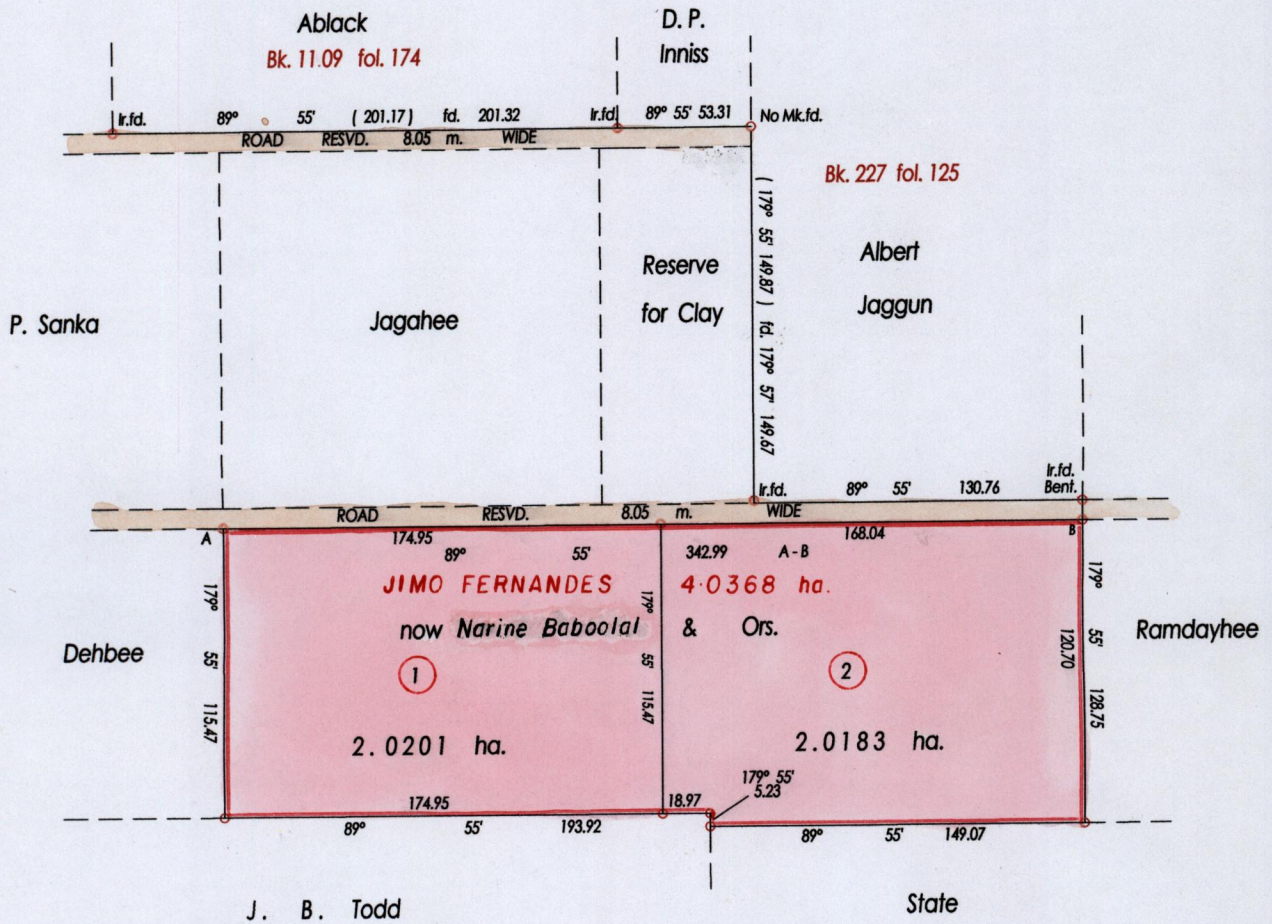 Ablack
Bk. 11.09 fol. 174
D. P.
Inniss
Ir.fd.
89° 55' ( 201.17 ) fd. 201.32
Ir.fd.
89° 55' 53.31
No Mk.fd.
ROAD RESVD. 8.05 m. WIDE
Bk. 227 fol. 125
( 179° 55' 149.87 ) fd. 179° 57' 149.67
Albert
Jaggun
Reserve
for Clay
P. Sanka
Jagahee
Ir.fd.
89° 55' 130.76
Ir.fd.
Bent.
ROAD RESVD. 8.05 m. WIDE
A
174.95
168.04
B
89° 55' 342.99 A - B
JIMO FERNANDES 4.0368 ha.
now Narine Baboolal & Ors.
179° 55' 115.47
179° 55' 115.47
179° 55' 128.75
120.70
Dehbee
Ramdayhee
1
2
2.0201 ha.
2.0183 ha.
179° 55'
5.23
174.95
18.97
89° 55' 193.92
89° 55' 149.07
J. B. Todd
State